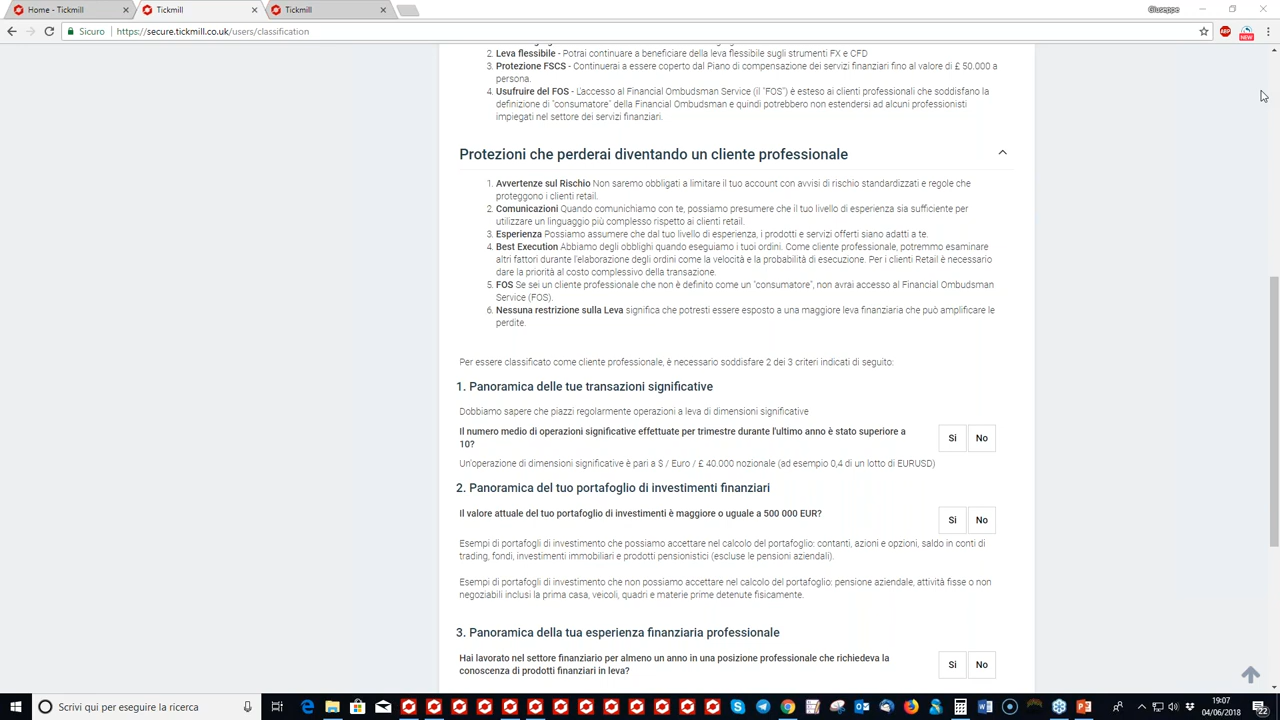 Home - Tickmill
Tickmill
Tickmill
Giuseppe
Sicuro
https://secure.tickmill.co.uk/users/classification
ABP
NEW
2. Leva flessibile - Potrai continuare a beneficiare della leva flessibile sugli strumenti FX e CFD
3. Protezione FSCS - Continuerai a essere coperto dal Piano di compensazione dei servizi finanziari fino al valore di £ 50.000 a
persona.
4. Usufruire del FOS - L'accesso al Financial Ombudsman Service (il "FOS") è esteso ai clienti professionali che soddisfano la
definizione di "consumatore" della Financial Ombudsman e quindi potrebbero non estendersi ad alcuni professionisti
impiegati nel settore dei servizi finanziari.
Protezioni che perderai diventando un cliente professionale
1. Avvertenze sul Rischio Non saremo obbligati a limitare il tuo account con avvisi di rischio standardizzati e regole che
proteggono i clienti retail.
2. Comunicazioni Quando comunichiamo con te, possiamo presumere che il tuo livello di esperienza sia sufficiente per
utilizzare un linguaggio più complesso rispetto ai clienti retail.
3. Esperienza Possiamo assumere che dal tuo livello di esperienza, i prodotti e servizi offerti siano adatti a te.
4. Best Execution Abbiamo degli obblighi quando eseguiamo i tuoi ordini. Come cliente professionale, potremmo esaminare
altri fattori durante l'elaborazione degli ordini come la velocità e la probabilità di esecuzione. Per i clienti Retail è necessario
dare la priorità al costo complessivo della transazione.
5. FOS Se sei un cliente professionale che non è definito come un "consumatore", non avrai accesso al Financial Ombudsman
Service (FOS).
6. Nessuna restrizione sulla Leva significa che potresti essere esposto a una maggiore leva finanziaria che può amplificare le
perdite.
Per essere classificato come cliente professionale, è necessario soddisfare 2 dei 3 criteri indicati di seguito:
1. Panoramica delle tue transazioni significative
Dobbiamo sapere che piazzi regolarmente operazioni a leva di dimensioni significative
Il numero medio di operazioni significative effettuate per trimestre durante l'ultimo anno è stato superiore a
10?
Si No
Un'operazione di dimensioni significative è pari a $ / Euro / £ 40.000 nozionale (ad esempio 0,4 di un lotto di EURUSD)
2. Panoramica del tuo portafoglio di investimenti finanziari
Il valore attuale del tuo portafoglio di investimenti è maggiore o uguale a 500 000 EUR?
Si No
Esempi di portafogli di investimento che possiamo accettare nel calcolo del portafoglio: contanti, azioni e opzioni, saldo in conti di
trading, fondi, investimenti immobiliari e prodotti pensionistici (escluse le pensioni aziendali).
Esempi di portafogli di investimento che non possiamo accettare nel calcolo del portafoglio: pensione aziendale, attività fisse o non
negoziabili inclusi la prima casa, veicoli, quadri e materie prime detenute fisicamente.
3. Panoramica della tua esperienza finanziaria professionale
Hai lavorato nel settore finanziario per almeno un anno in una posizione professionale che richiedeva la
conoscenza di prodotti finanziari in leva?
Si No
Scrivi qui per eseguire la ricerca
19:07
04/06/2018
22